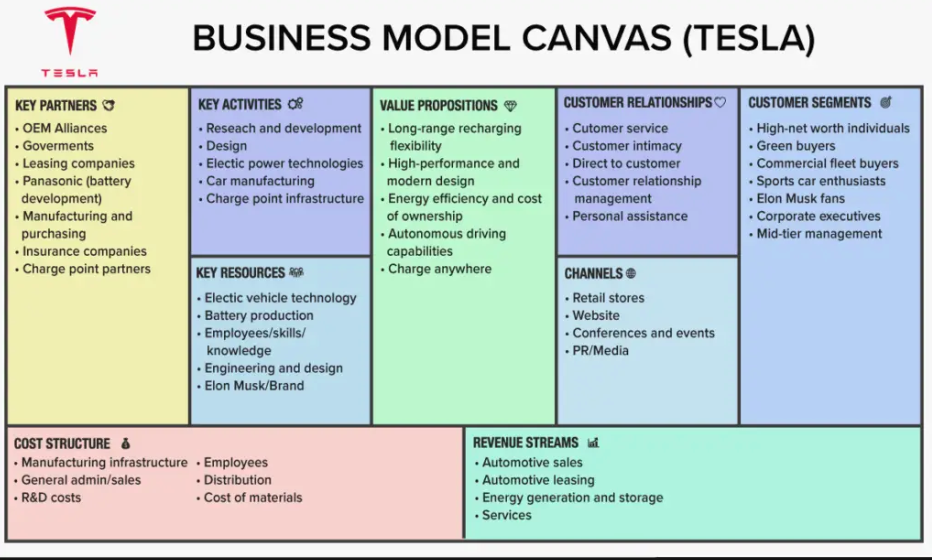 TESLA
BUSINESS MODEL CANVAS (TESLA)
KEY PARTNERS
• OEM Alliances
• Goverments
• Leasing companies
• Panasonic (battery
development)
• Manufacturing and
purchasing
• Insurance companies
• Charge point partners
KEY ACTIVITIES
• Reseach and development
• Design
• Electic power technologies
• Car manufacturing
• Charge point infrastructure
KEY RESOURCES
• Electic vehicle technology
• Battery production
• Employees/skills/
knowledge
• Engineering and design
• Elon Musk/Brand
VALUE PROPOSITIONS
• Long-range recharging
flexibility
• High-performance and
modern design
• Energy efficiency and cost
of ownership
• Autonomous driving
capabilities
• Charge anywhere
CUSTOMER RELATIONSHIPS
• Cutomer service
• Customer intimacy
• Direct to customer
• Customer relationship
management
• Personal assistance
CHANNELS
• Retail stores
• Website
• Conferences and events
• PR/Media
CUSTOMER SEGMENTS
• High-net worth individuals
• Green buyers
• Commercial fleet buyers
• Sports car enthusiasts
• Elon Musk fans
• Corporate executives
• Mid-tier management
COST STRUCTURE
• Manufacturing infrastructure
• General admin/sales
• R&D costs
• Employees
• Distribution
• Cost of materials
REVENUE STREAMS
• Automotive sales
• Automotive leasing
• Energy generation and storage
• Services